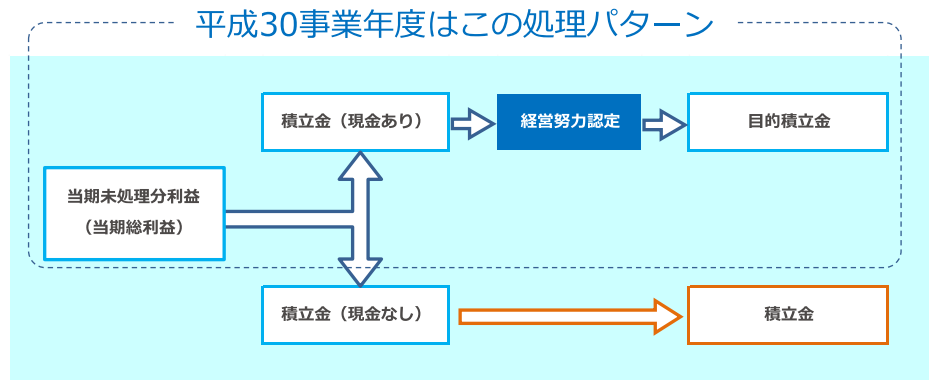 平成30事業年度はこの処理パターン
積立金（現金あり）
経営努力認定
目的積立金
当期未処理分利益
（当期総利益）
積立金（現金なし）
積立金